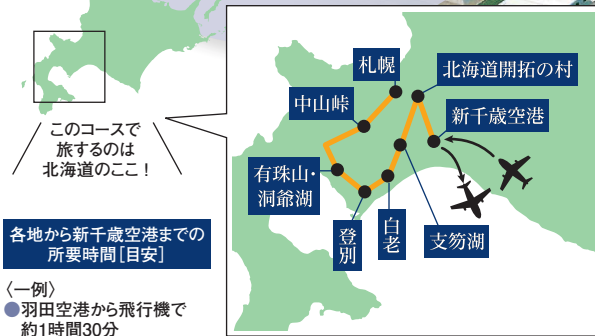 このコースで
旅するのは
北海道のここ！
各地から新千歳空港までの
所要時間［目安］
〈一例〉
●羽田空港から飛行機で
約1時間30分
札幌
北海道開拓の村
中山峠
新千歳空港
有珠山・
洞爺湖
登別
白老
支笏湖